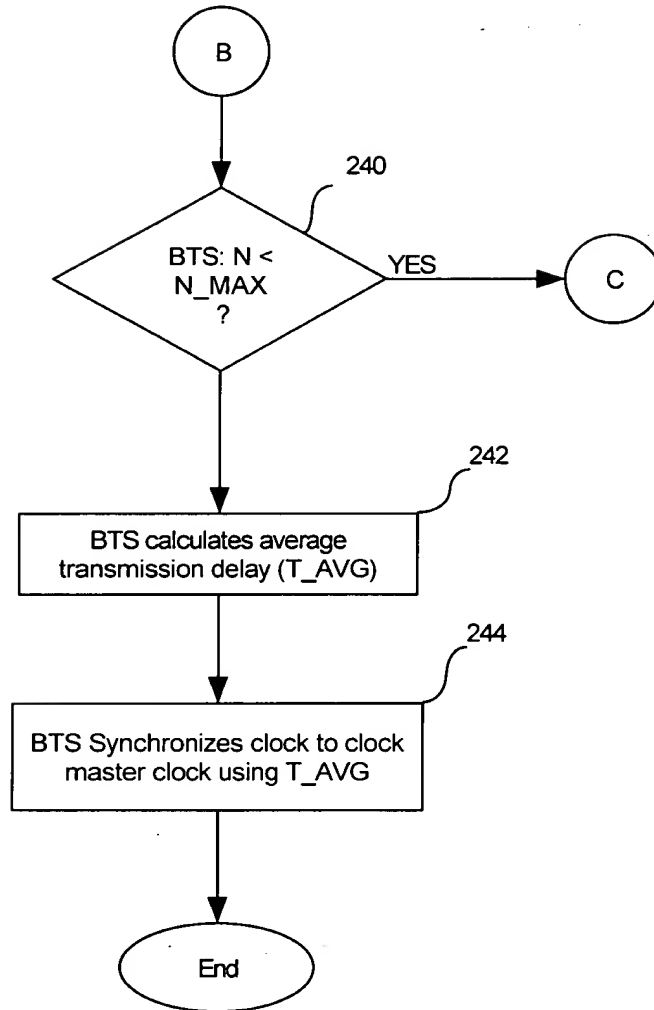 B
240
BTS: N <
N_MAX
?
YES
C
242
BTS calculates average
transmission delay (T_AVG)
244
BTS Synchronizes clock to clock
master clock using T_AVG
End